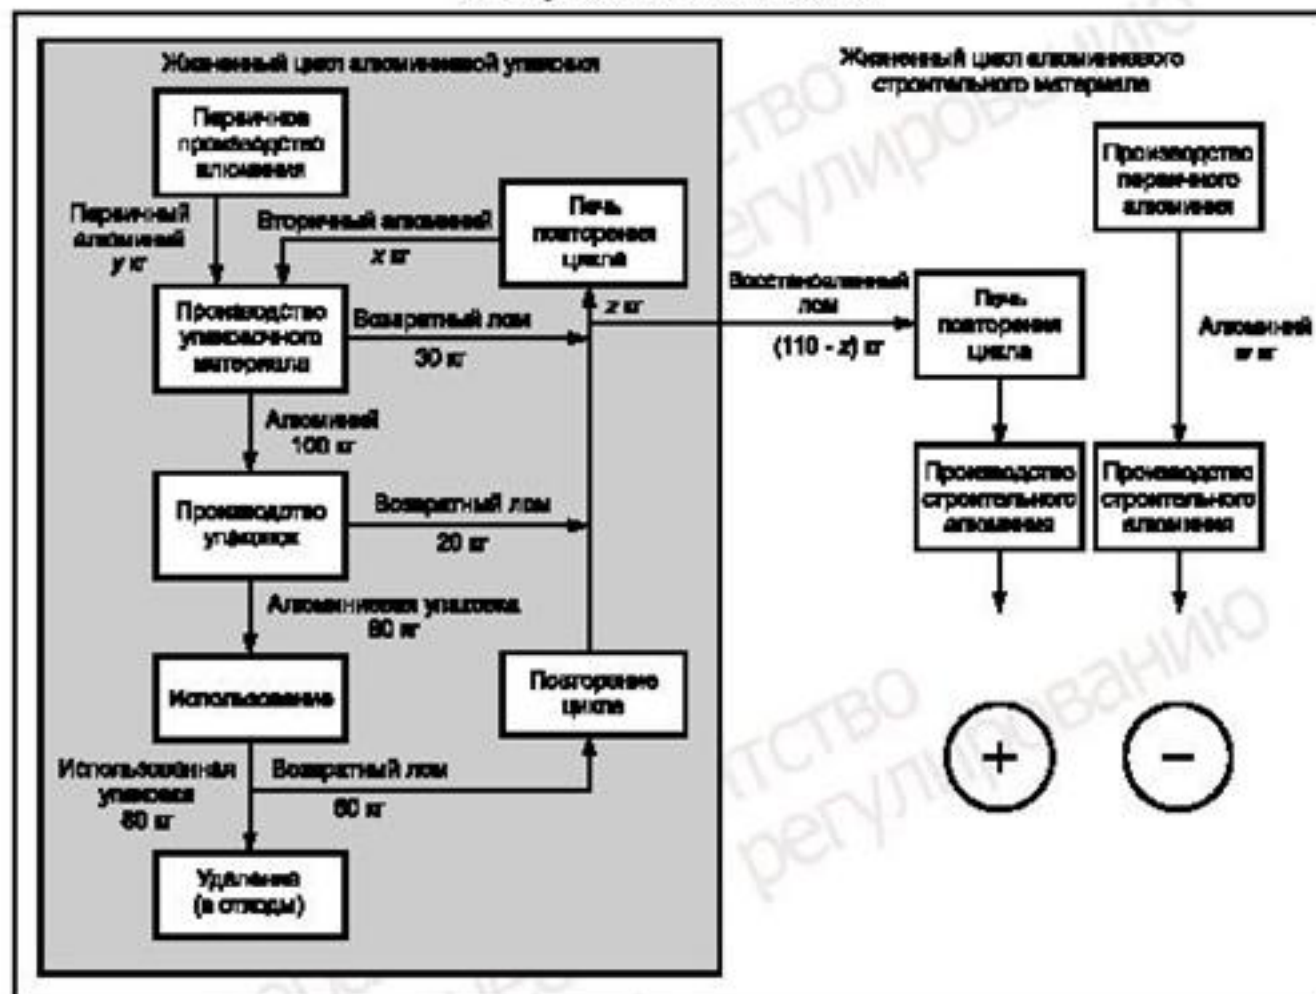 Жизненный цикл алюминиевой упаковки
Первичное
производство
алюминия
Первичный
алюминий
y кг
Вторичный алюминий
x кг
Печь
повторения
цикла
z кг
Производство
упаковочного
материала
Возвратный лом
30 кг
Алюминий
100 кг
Производство
упаковок
Возвратный лом
20 кг
Алюминиевая упаковка
80 кг
Использование
Повторение
цикла
Использованная
упаковка
80 кг
Возвратный лом
60 кг
Удаление
(в отходы)
Жизненный цикл алюминиевого
строительного материала
Производство
первичного
алюминия
Восстановленный
лом
(110 - z) кг
Печь
повторения
цикла
Алюминий
w кг
Производство
строительного
алюминия
Производство
строительного
алюминия
+
−